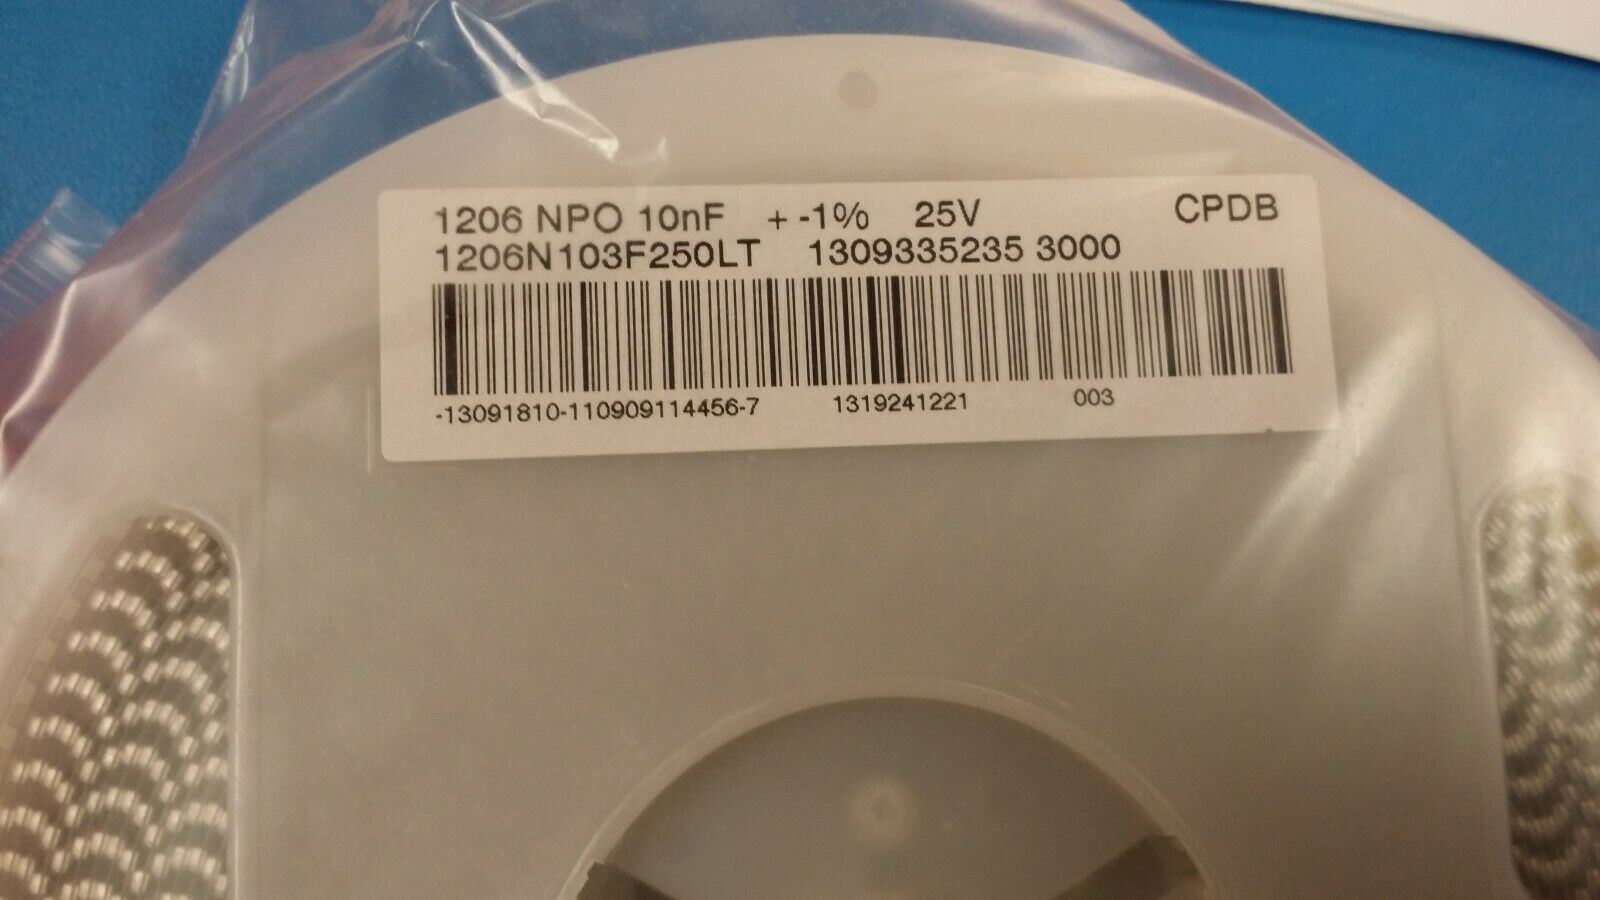 1206 NPO 10nF + -1% 25V CPDB
1206N103F250LT 1309335235 3000
-13091810-110909114456-7 1319241221 003